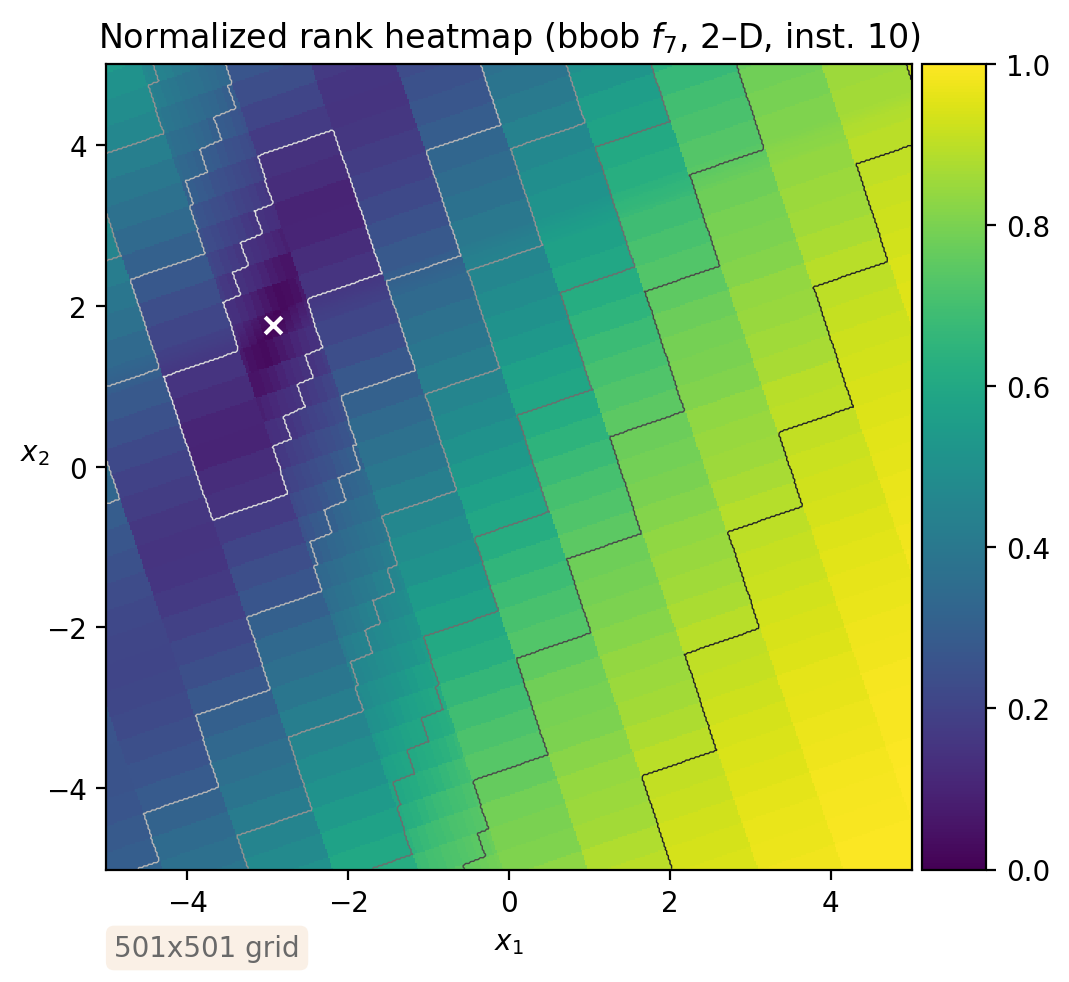 Normalized rank heatmap (bbob f₇, 2–D, inst. 10)
1.0
0.8
0.6
0.4
0.2
0.0
4
2
0
−2
−4
x₂
−4 −2 0 2 4
x₁
501x501 grid